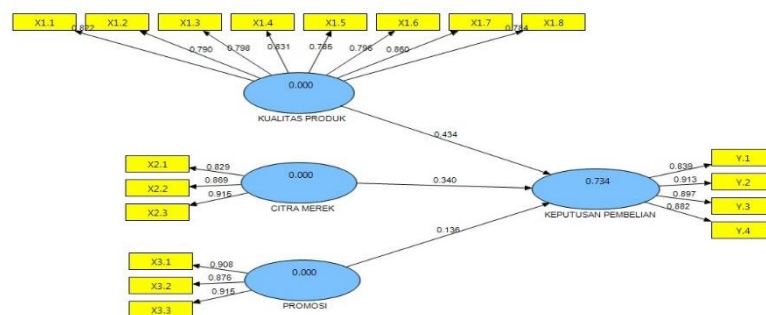 X1.1 X1.2 X1.3 X1.4 X1.5 X1.6 X1.7 X1.8
0.822 0.790 0.798 0.831 0.785 0.796 0.860 0.784
0.000
KUALITAS PRODUK
0.434
X2.1
X2.2
X2.3
0.829
0.869
0.915
0.000
CITRA MEREK
0.340
X3.1
X3.2
X3.3
0.908
0.876
0.915
0.000
PROMOSI
0.136
0.734
KEPUTUSAN PEMBELIAN
0.839
0.913
0.897
0.882
Y.1
Y.2
Y.3
Y.4